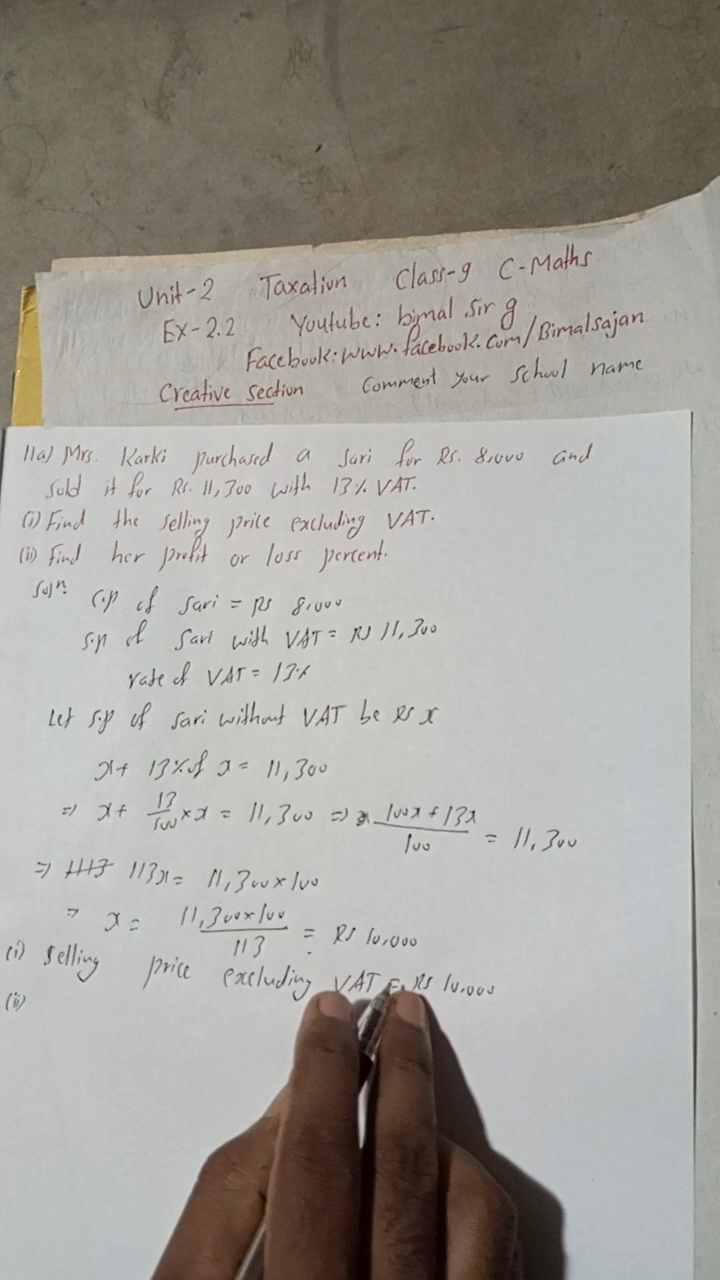 Unit-2 Taxation Class-9 C-Maths
Ex-2.2 Youtube: bimal sir g
Facebook: www.facebook.com/Bimalsajan
Creative section Comment your school name
11a) Mrs. Karki purchased a sari for Rs. 8,000 and
sold it for Rs. 11,300 with 13% VAT.
(i) Find the selling price excluding VAT.
(ii) Find her profit or loss percent.
Soln:
C.p of sari = Rs 8,000
S.p of sari with VAT = Rs 11,300
rate of VAT = 13%
Let s.p of sari without VAT be Rs x
x + 13% of x = 11,300
⇒ x + 13/100 × x = 11,300 ⇒ (100x + 13x)/100 = 11,300
⇒ 113x = 11,300 × 100
⇒ x = (11,300 × 100)/113 = Rs 10,000
(i) Selling price excluding VAT = Rs 10,000
(ii)